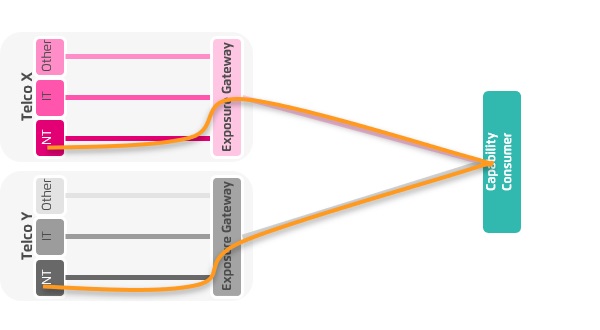 Telco X
Other
IT
NT
Exposure Gateway
Telco Y
Other
IT
NT
Exposure Gateway
Capability
Consumer